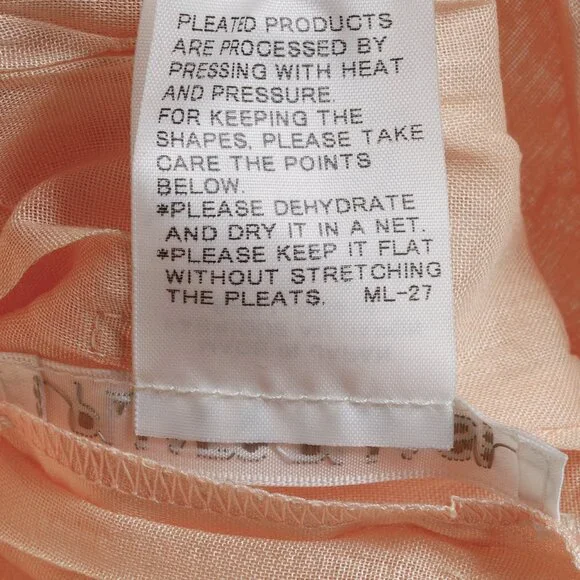 PLEATED PRODUCTS
ARE PROCESSED BY
PRESSING WITH HEAT
AND PRESSURE.
FOR KEEPING THE
SHAPES, PLEASE TAKE
CARE THE POINTS
BELOW.
*PLEASE DEHYDRATE
AND DRY IT IN A NET.
*PLEASE KEEP IT FLAT
WITHOUT STRETCHING
THE PLEATS. ML-27